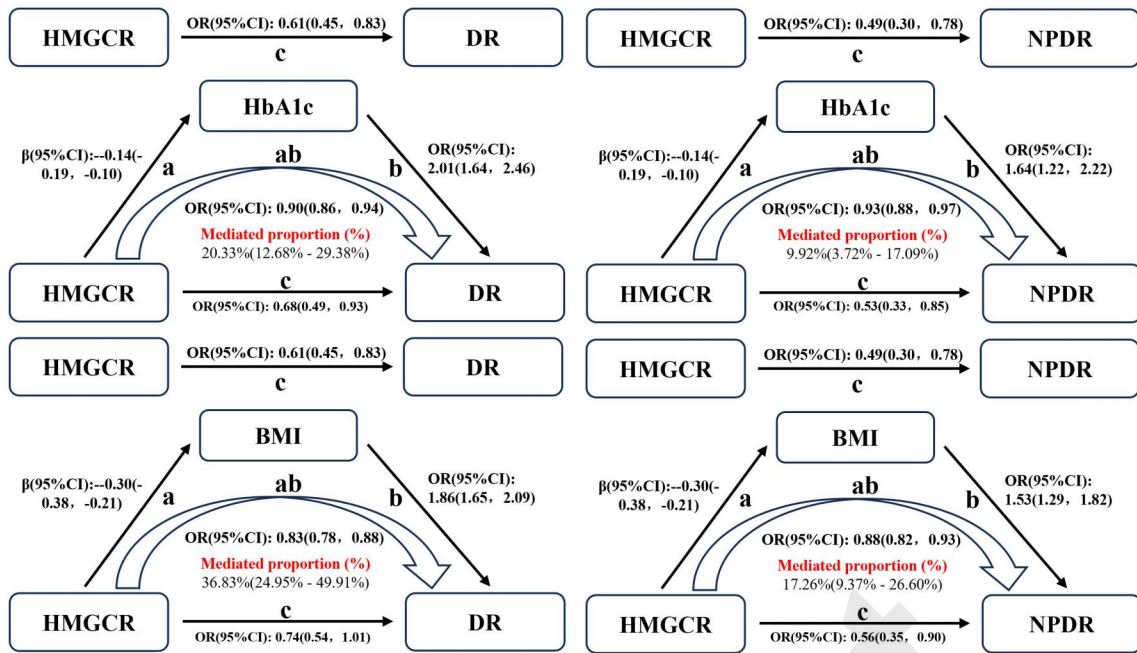 HMGCR
OR(95%CI): 0.61(0.45, 0.83)
c
DR
HMGCR
OR(95%CI): 0.49(0.30, 0.78)
c
NPDR
HbA1c
β(95%CI):--0.14(-
0.19, -0.10)
a
ab
b
OR(95%CI):
2.01(1.64, 2.46)
OR(95%CI): 0.90(0.86, 0.94)
Mediated proportion (%)
20.33%(12.68% - 29.38%)
HMGCR
c
OR(95%CI): 0.68(0.49, 0.93)
DR
HbA1c
β(95%CI):--0.14(-
0.19, -0.10)
a
ab
b
OR(95%CI):
1.64(1.22, 2.22)
OR(95%CI): 0.93(0.88, 0.97)
Mediated proportion (%)
9.92%(3.72% - 17.09%)
HMGCR
c
OR(95%CI): 0.53(0.33, 0.85)
NPDR
HMGCR
OR(95%CI): 0.61(0.45, 0.83)
c
DR
HMGCR
OR(95%CI): 0.49(0.30, 0.78)
c
NPDR
BMI
β(95%CI):--0.30(-
0.38, -0.21)
a
ab
b
OR(95%CI):
1.86(1.65, 2.09)
OR(95%CI): 0.83(0.78, 0.88)
Mediated proportion (%)
36.83%(24.95% - 49.91%)
HMGCR
c
OR(95%CI): 0.74(0.54, 1.01)
DR
BMI
β(95%CI):--0.30(-
0.38, -0.21)
a
ab
b
OR(95%CI):
1.53(1.29, 1.82)
OR(95%CI): 0.88(0.82, 0.93)
Mediated proportion (%)
17.26%(9.37% - 26.60%)
HMGCR
c
OR(95%CI): 0.56(0.35, 0.90)
NPDR